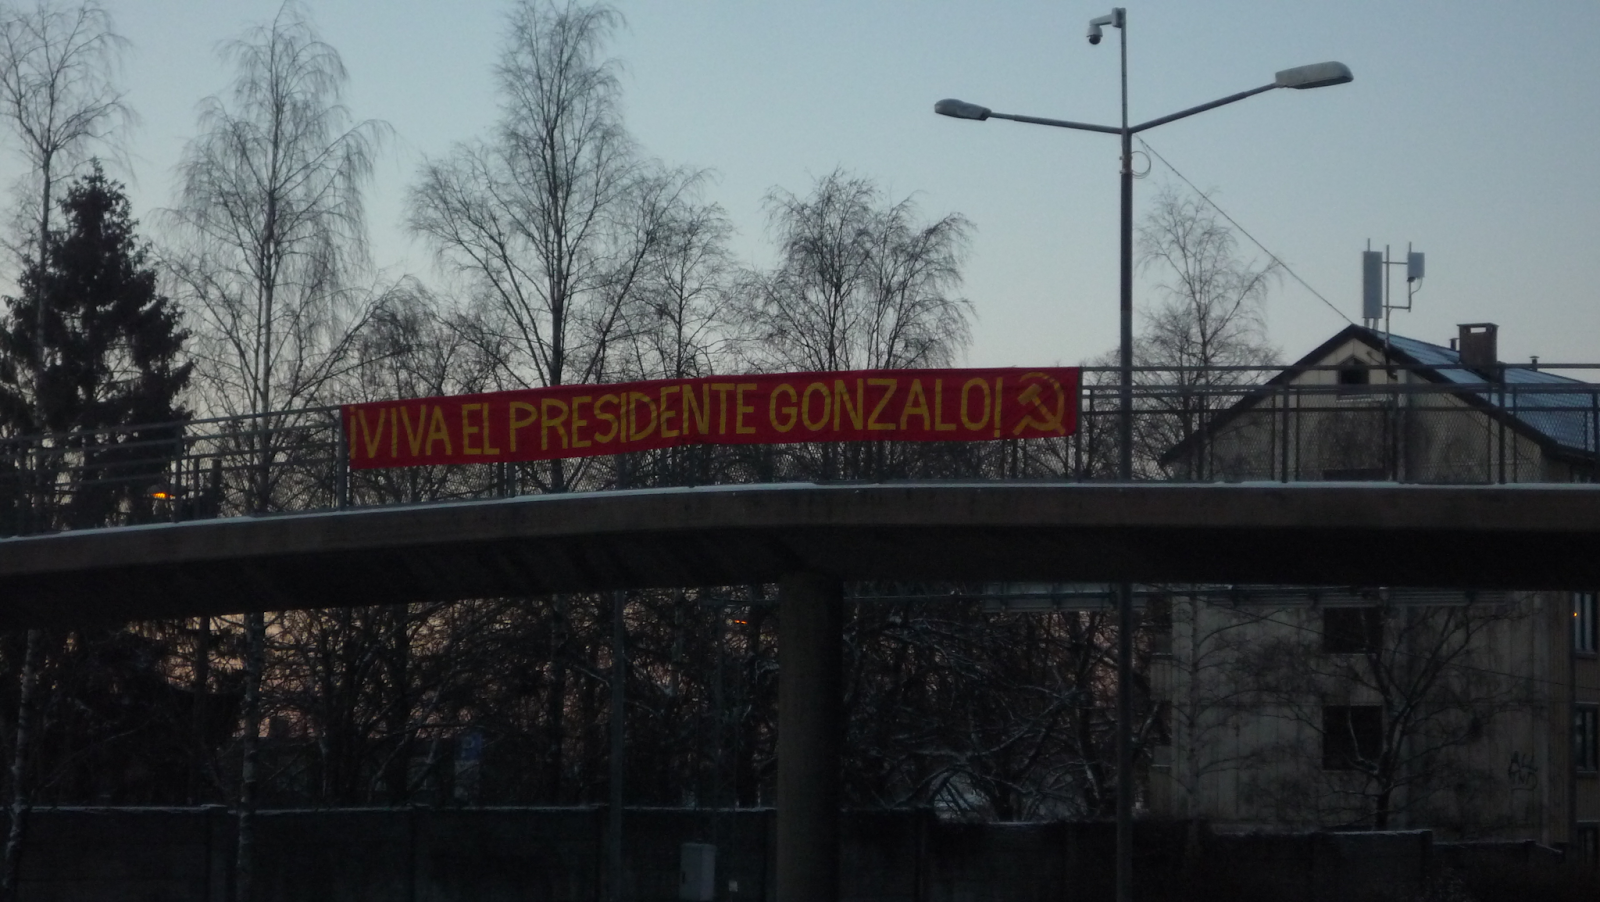 ¡VIVA EL PRESIDENTE GONZALO!